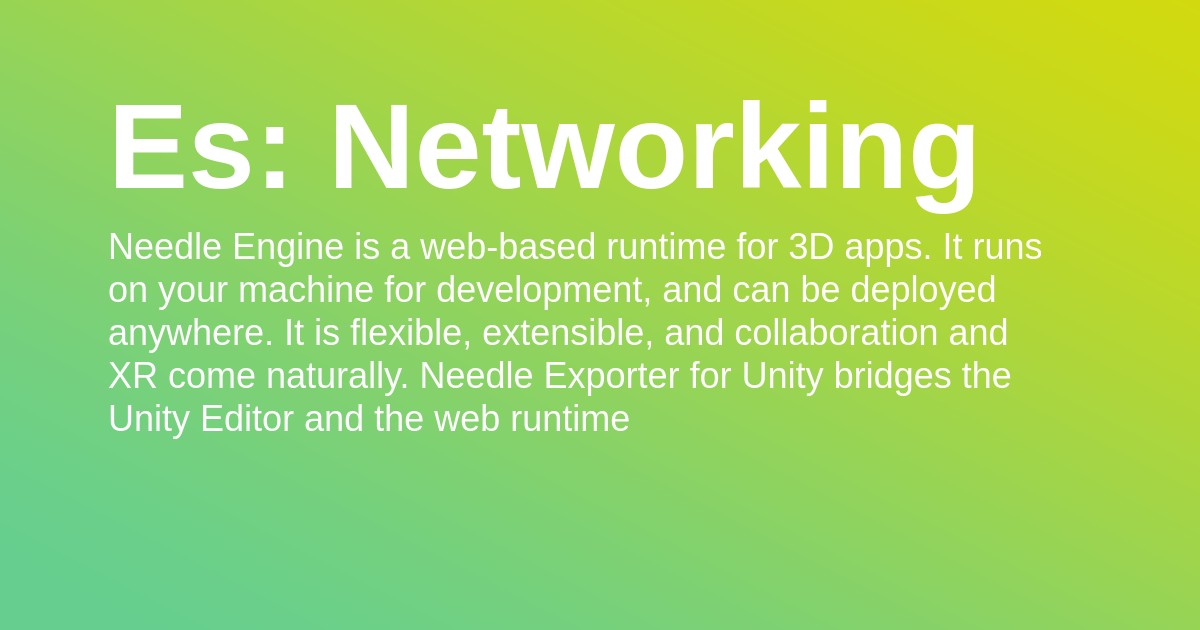 Es: Networking
Needle Engine is a web-based runtime for 3D apps. It runs
on your machine for development, and can be deployed
anywhere. It is flexible, extensible, and collaboration and
XR come naturally. Needle Exporter for Unity bridges the
Unity Editor and the web runtime